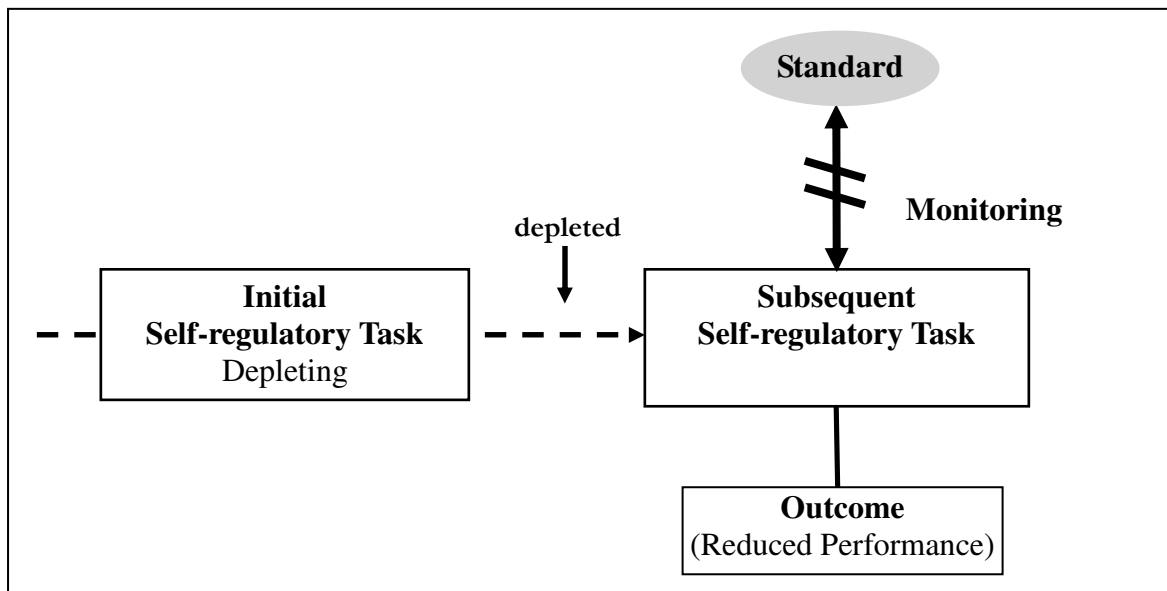 Standard
Monitoring
depleted
Initial
Self-regulatory Task
Depleting
Subsequent
Self-regulatory Task
Outcome
(Reduced Performance)